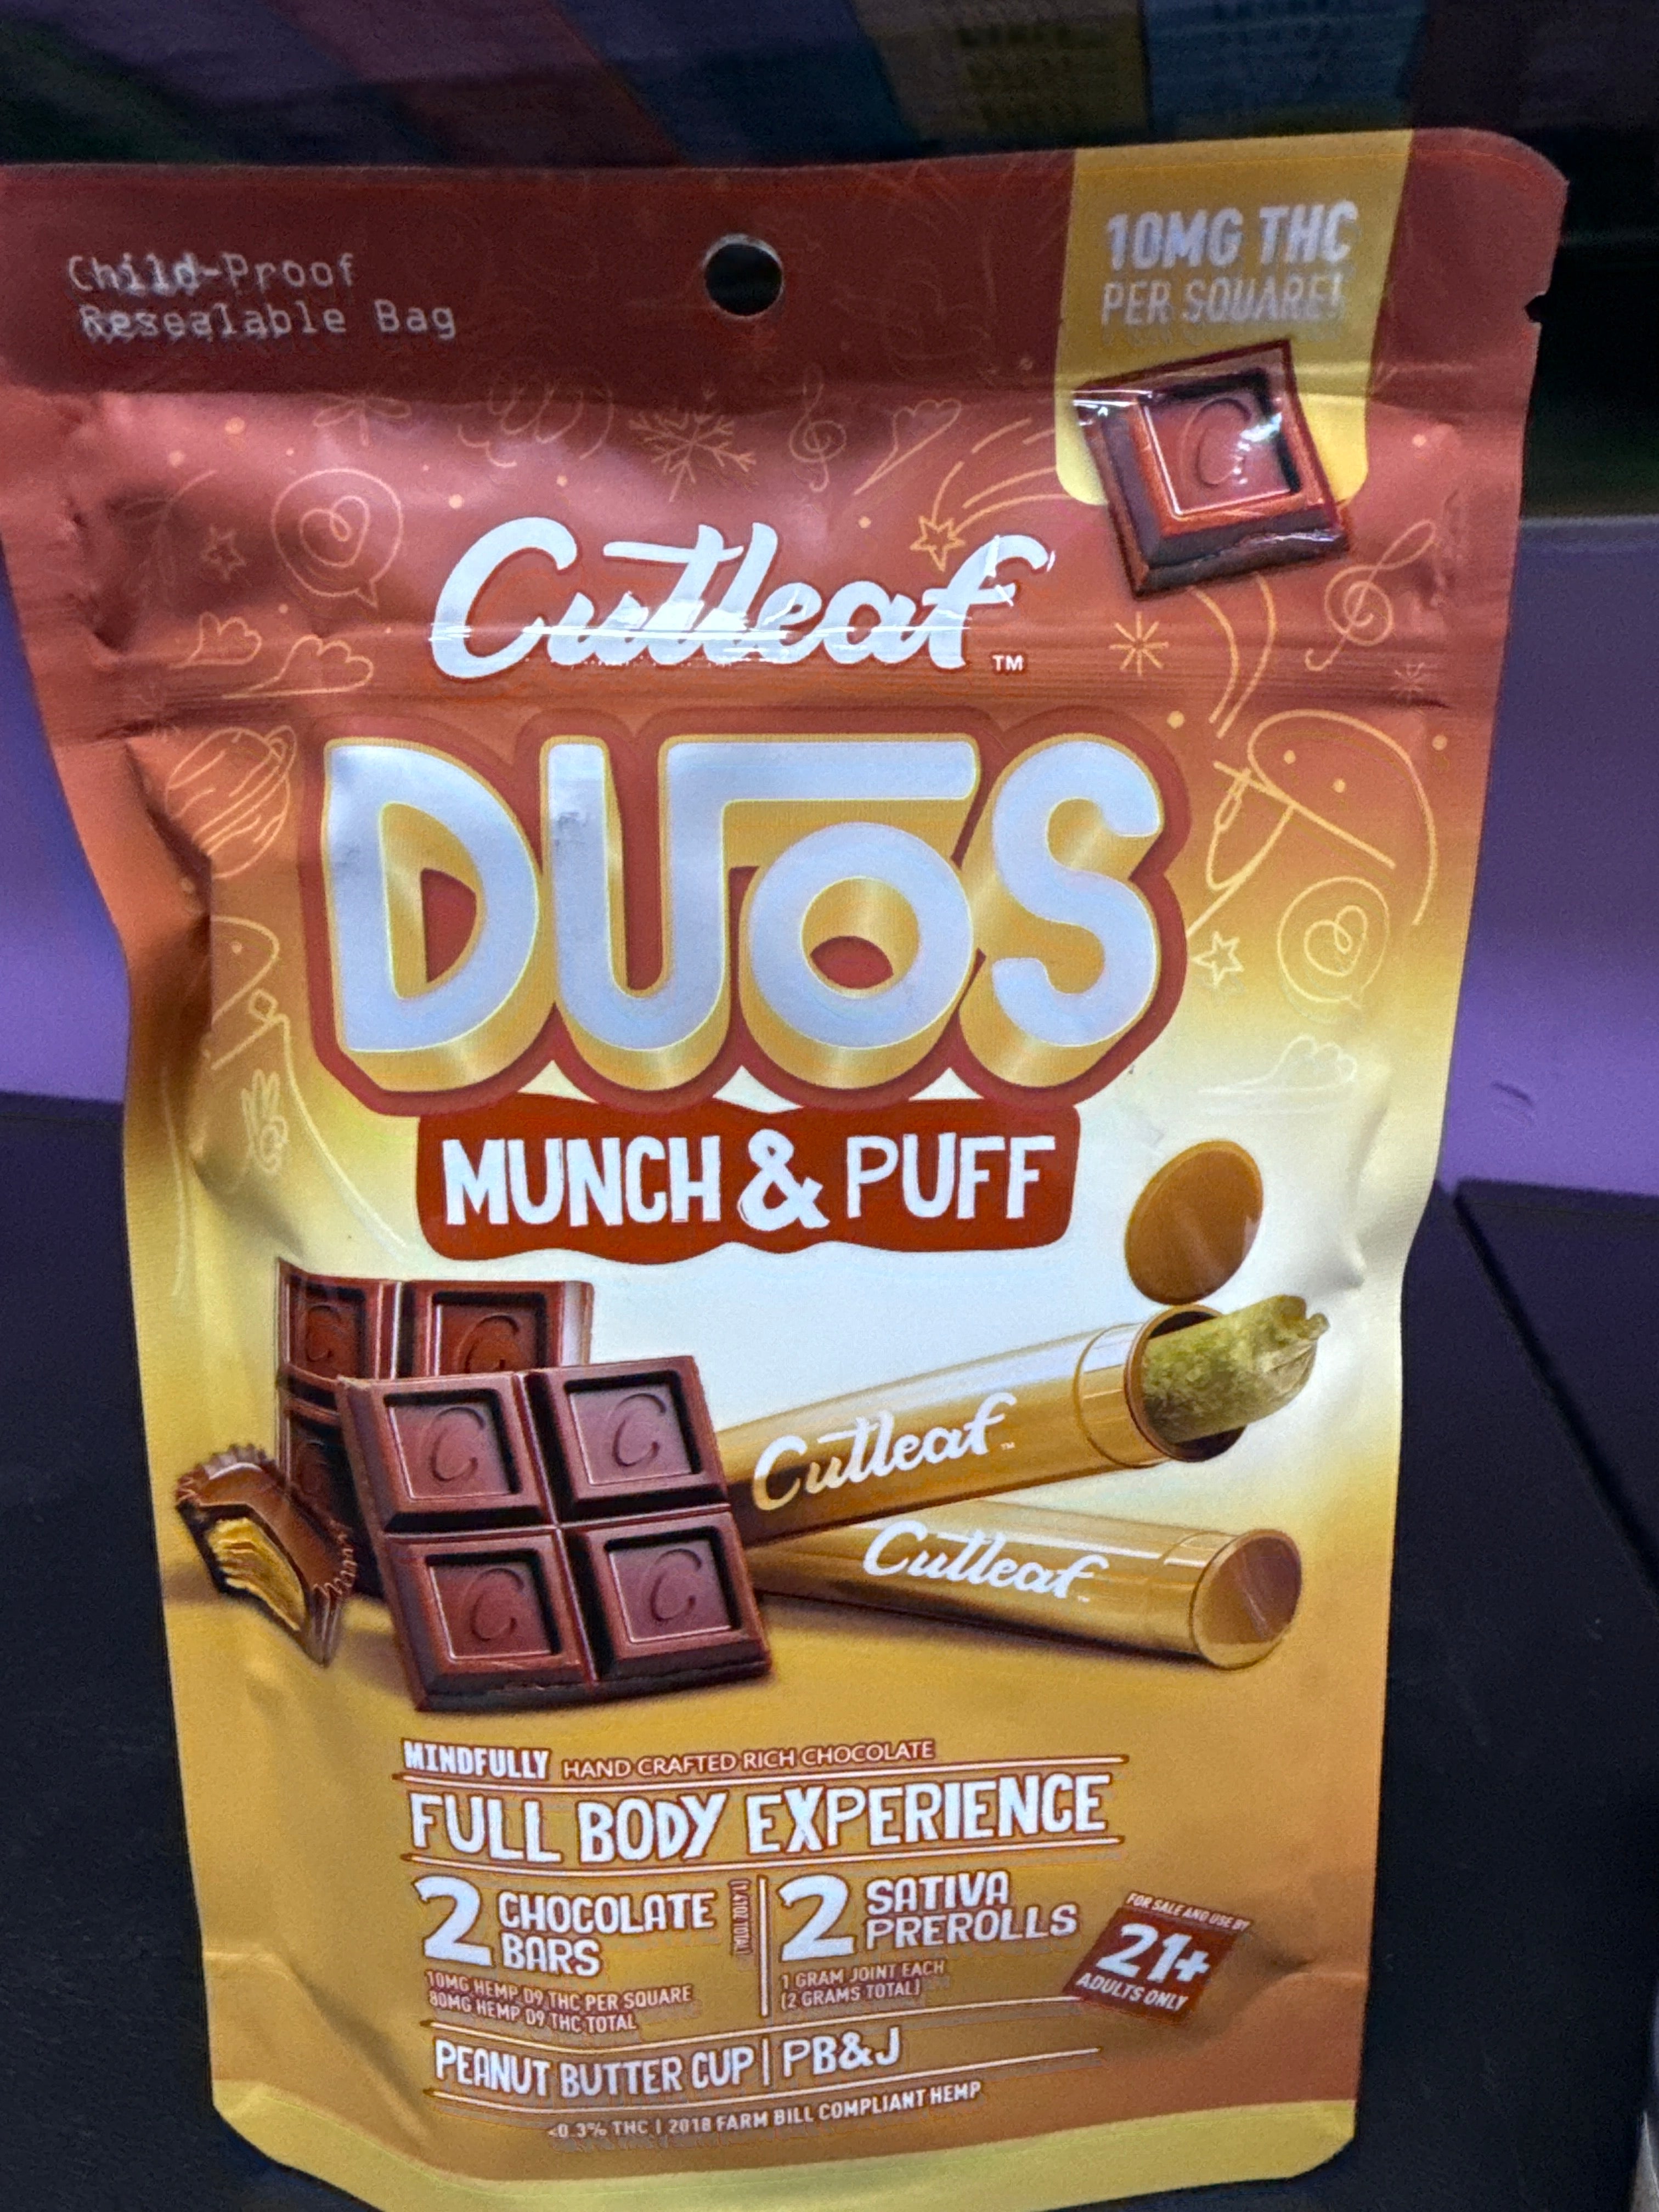 Child-Proof
Resealable Bag
10MG THC
PER SQUARE!
C
Cutleaf™
DUOS
MUNCH & PUFF
C C
C C
C C
Cutleaf™
Cutleaf™
MINDFULLY HAND CRAFTED RICH CHOCOLATE
FULL BODY EXPERIENCE
2 CHOCOLATE
BARS
10MG HEMP D9 THC PER SQUARE
80MG HEMP D9 THC TOTAL
2 SATIVA
PREROLLS
1 GRAM JOINT EACH
(2 GRAMS TOTAL)
FOR SALE AND USE BY
21+
ADULTS ONLY
PEANUT BUTTER CUP | PB&J
<0.3% THC | 2018 FARM BILL COMPLIANT HEMP